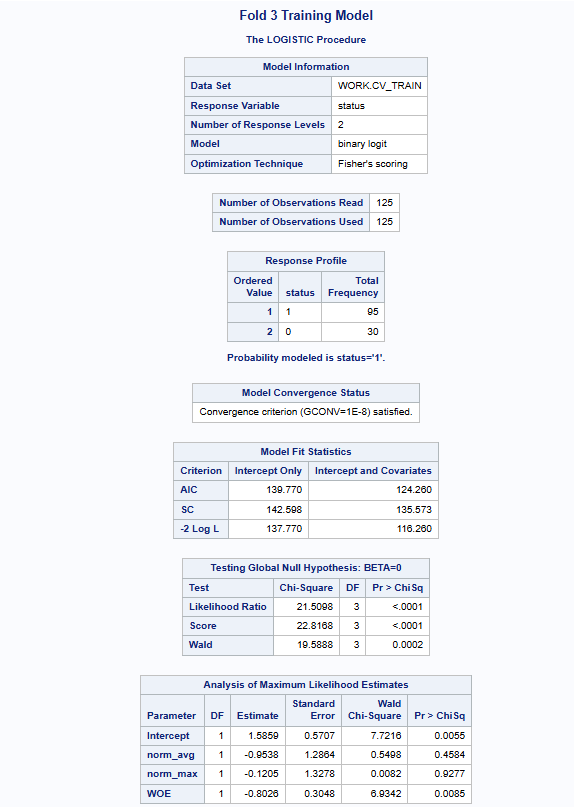 Fold 3 Training Model
The LOGISTIC Procedure
Model Information
Data Set WORK.CV_TRAIN
Response Variable status
Number of Response Levels 2
Model binary logit
Optimization Technique Fisher's scoring
Number of Observations Read 125
Number of Observations Used 125
Response Profile
Ordered Total
Value status Frequency
1 1 95
2 0 30
Probability modeled is status='1'.
Model Convergence Status
Convergence criterion (GCONV=1E-8) satisfied.
Model Fit Statistics
Criterion Intercept Only Intercept and Covariates
AIC 139.770 124.260
SC 142.598 135.573
-2 Log L 137.770 116.260
Testing Global Null Hypothesis: BETA=0
Test Chi-Square DF Pr > ChiSq
Likelihood Ratio 21.5098 3 <.0001
Score 22.8168 3 <.0001
Wald 19.5888 3 0.0002
Analysis of Maximum Likelihood Estimates
Standard Wald
Parameter DF Estimate Error Chi-Square Pr > ChiSq
Intercept 1 1.5859 0.5707 7.7216 0.0055
norm_avg 1 -0.9538 1.2864 0.5498 0.4584
norm_max 1 -0.1205 1.3278 0.0082 0.9277
WOE 1 -0.8026 0.3048 6.9342 0.0085